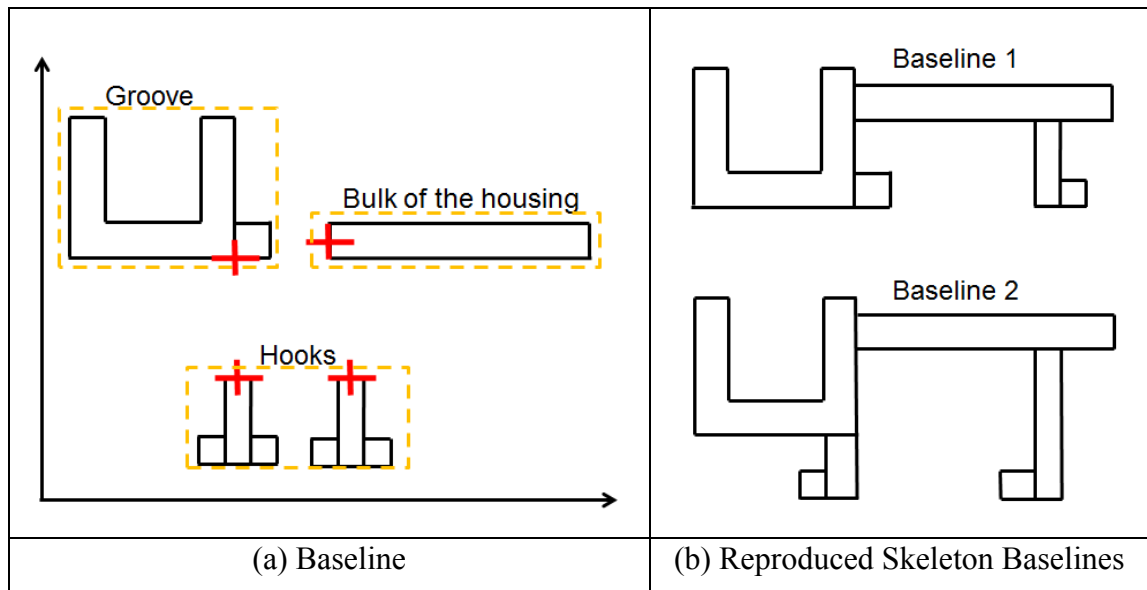 Groove
Bulk of the housing
Hooks
(a) Baseline
Baseline 1
Baseline 2
(b) Reproduced Skeleton Baselines